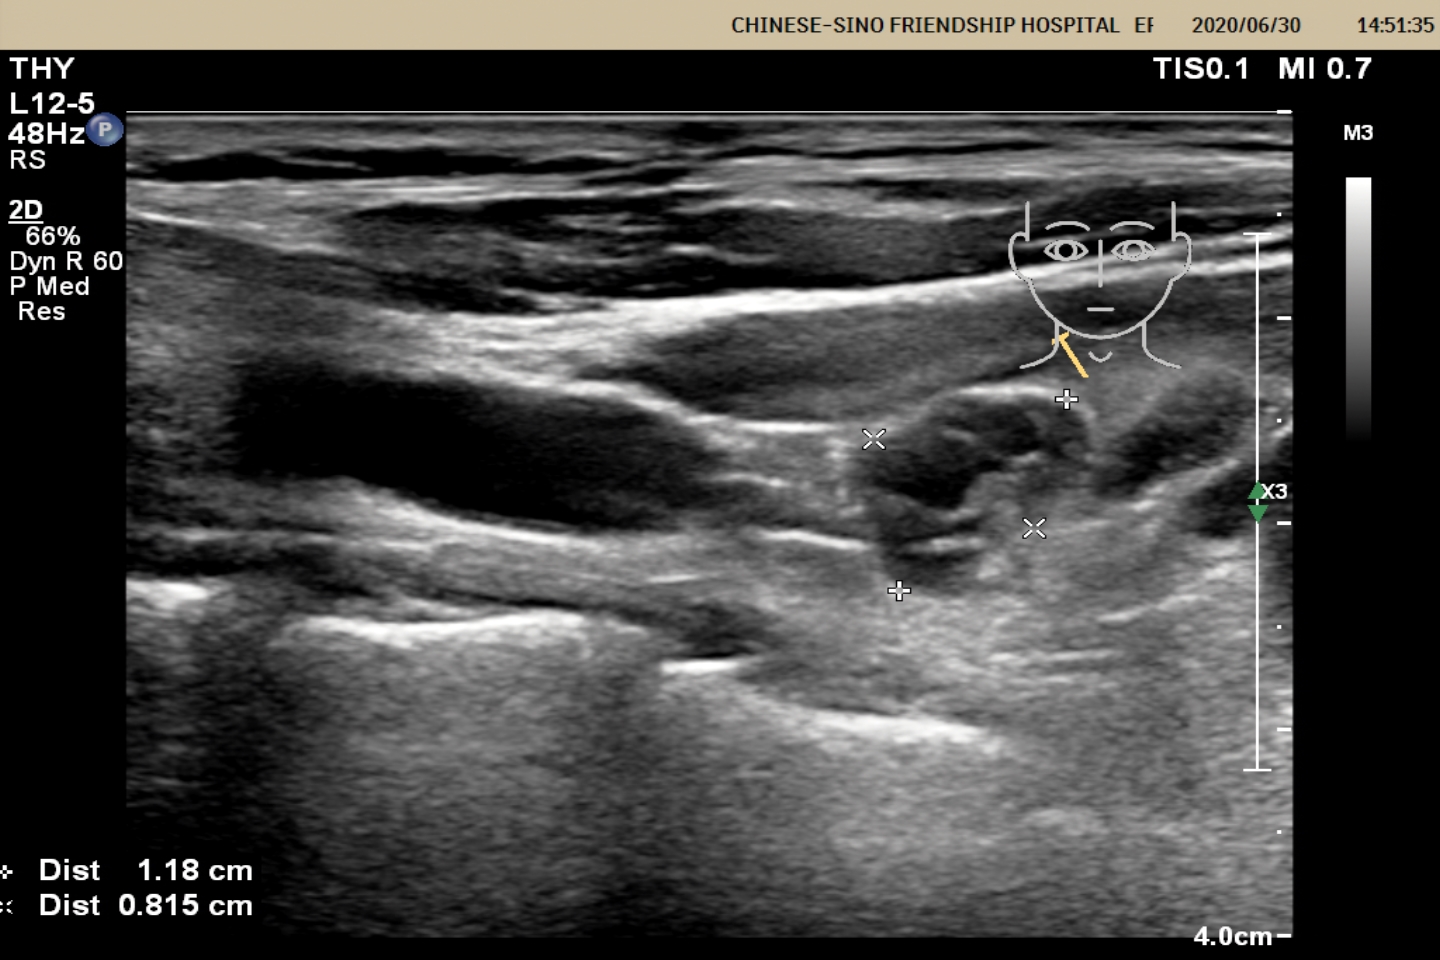 CHINESE-SINO FRIENDSHIP HOSPITAL 2020/06/30 14:51:35
THY
TIS0.1 MI 0.7
L12-5
48Hz P
RS
M3
2D
66%
Dyn R 60
P Med
Res
X3
Dist 1.18 cm
Dist 0.815 cm
4.0cm